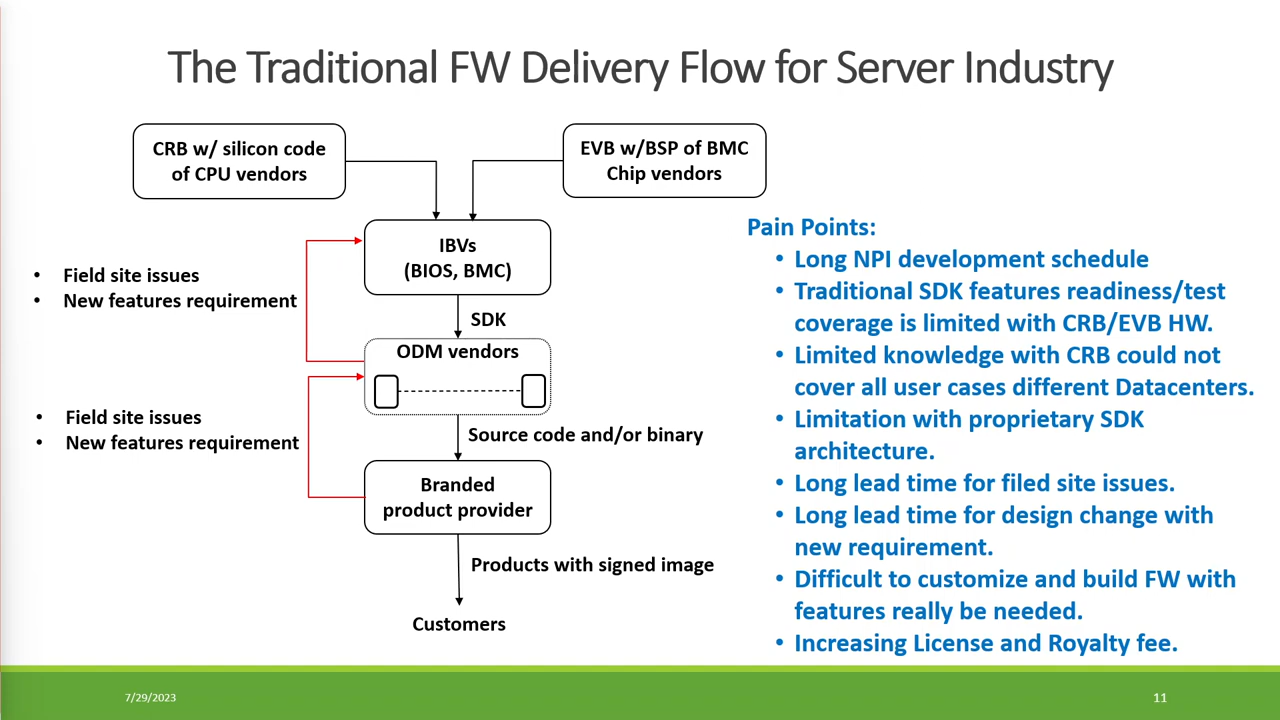 The Traditional FW Delivery Flow for Server Industry
CRB w/ silicon code
of CPU vendors
EVB w/BSP of BMC
Chip vendors
IBVs
(BIOS, BMC)
• Field site issues
• New features requirement
SDK
ODM vendors
• Field site issues
• New features requirement
Source code and/or binary
Branded
product provider
Products with signed image
Customers
Pain Points:
• Long NPI development schedule
• Traditional SDK features readiness/test
coverage is limited with CRB/EVB HW.
• Limited knowledge with CRB could not
cover all user cases different Datacenters.
• Limitation with proprietary SDK
architecture.
• Long lead time for filed site issues.
• Long lead time for design change with
new requirement.
• Difficult to customize and build FW with
features really be needed.
• Increasing License and Royalty fee.
7/29/2023
11